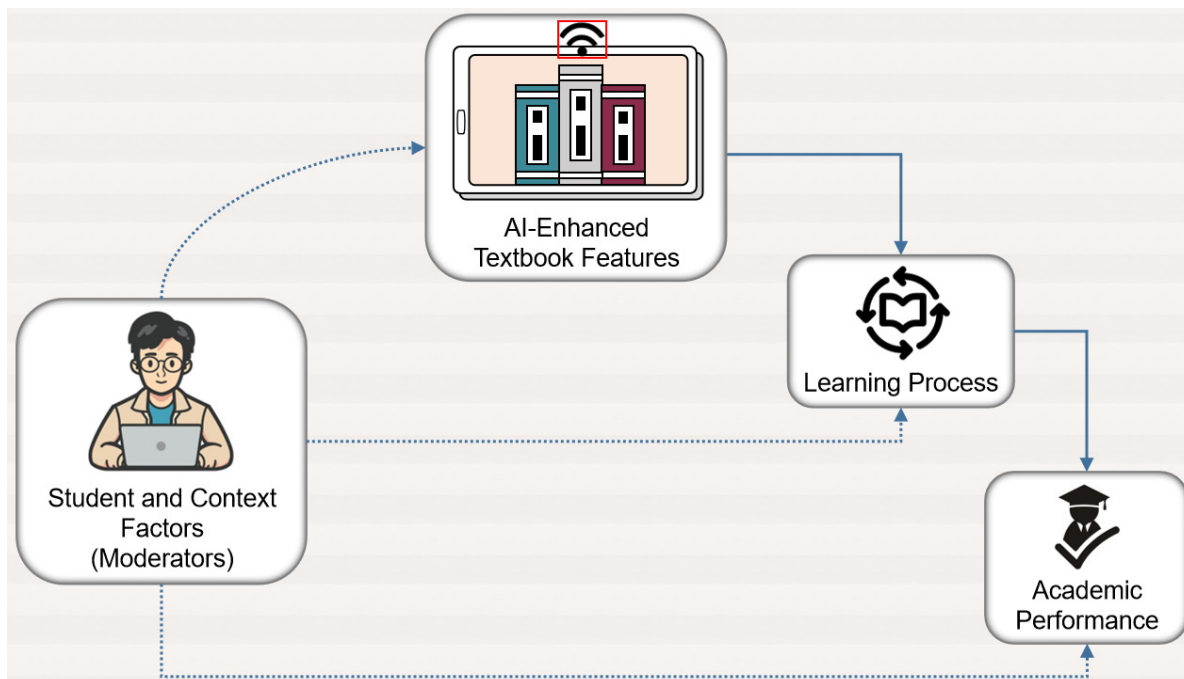 AI-Enhanced
Textbook Features
Learning Process
Student and Context
Factors
(Moderators)
Academic
Performance